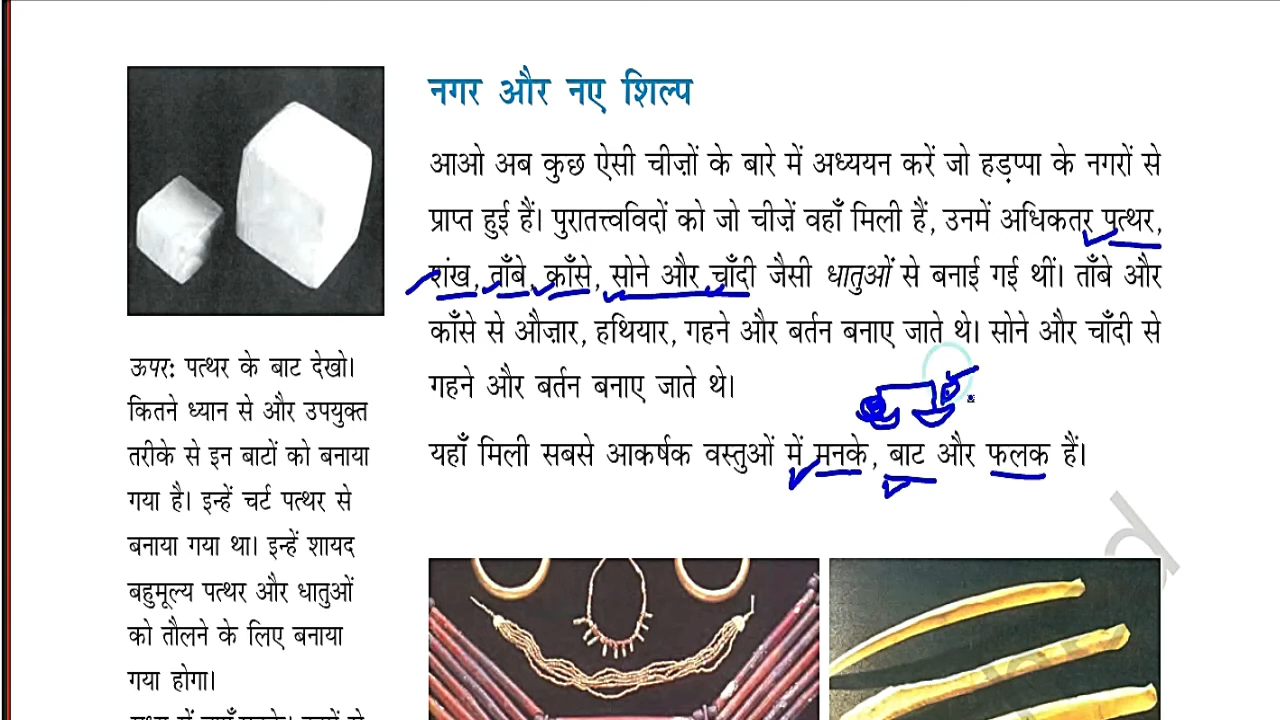 नगर और नए शिल्प
आओ अब कुछ ऐसी चीज़ों के बारे में अध्ययन करें जो हड़प्पा के नगरों से
प्राप्त हुई हैं। पुरातत्त्वविदों को जो चीज़ें वहाँ मिली हैं, उनमें अधिकतर पत्थर,
शंख, ताँबे, काँसे, सोने और चाँदी जैसी धातुओं से बनाई गई थीं। ताँबे और
काँसे से औज़ार, हथियार, गहने और बर्तन बनाए जाते थे। सोने और चाँदी से
गहने और बर्तन बनाए जाते थे।
यहाँ मिली सबसे आकर्षक वस्तुओं में मनके, बाट और फलक हैं।
ऊपर: पत्थर के बाट देखो।
कितने ध्यान से और उपयुक्त
तरीके से इन बाटों को बनाया
गया है। इन्हें चर्ट पत्थर से
बनाया गया था। इन्हें शायद
बहुमूल्य पत्थर और धातुओं
को तौलने के लिए बनाया
गया होगा।